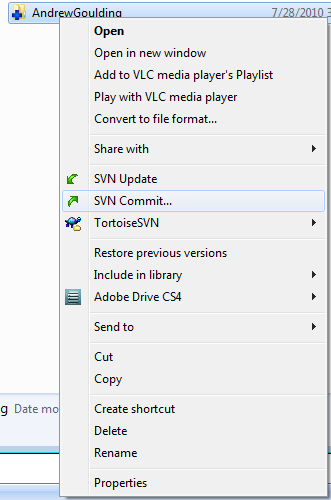 AndrewGoulding 7/28/2010 3
Open
Open in new window
Add to VLC media player's Playlist
Play with VLC media player
Convert to file format...
Share with
SVN Update
SVN Commit...
TortoiseSVN
Restore previous versions
Include in library
Adobe Drive CS4
Send to
Cut
Copy
g Date mo
Create shortcut
Delete
Rename
Properties